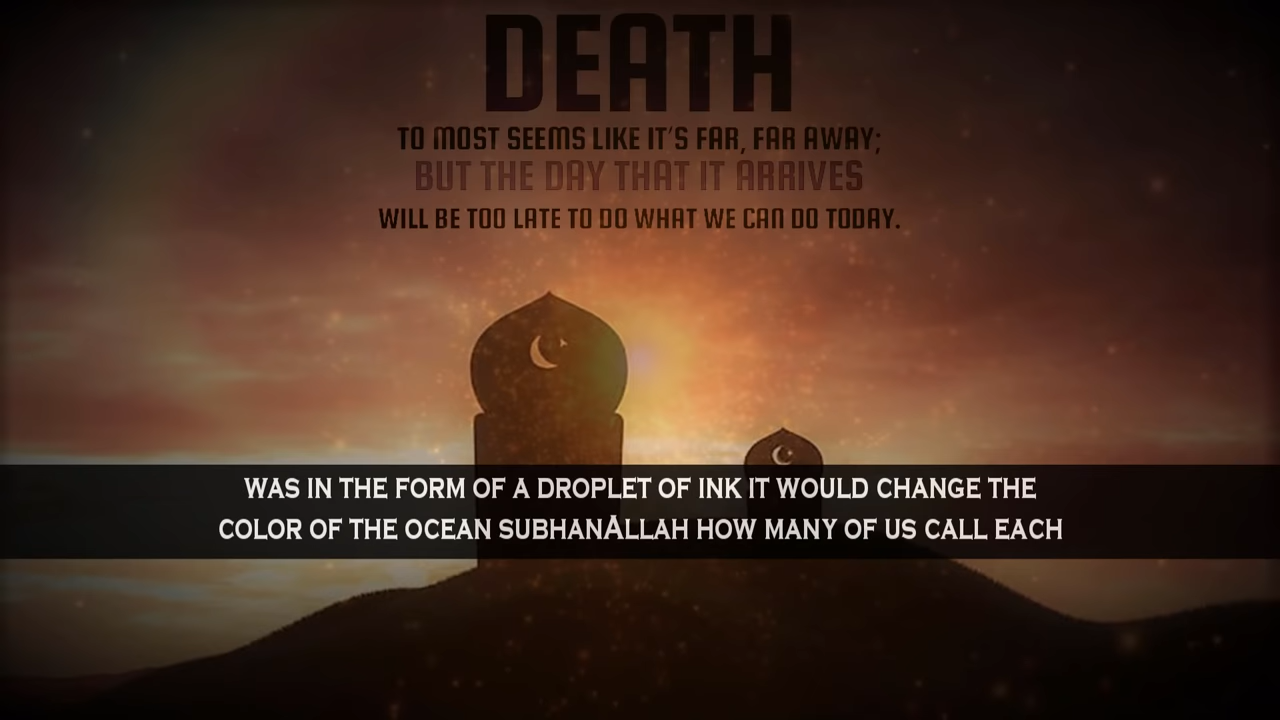 DEATH
TO MOST SEEMS LIKE IT'S FAR, FAR AWAY;
BUT THE DAY THAT IT ARRIVES
WILL BE TOO LATE TO DO WHAT WE CAN DO TODAY.
WAS IN THE FORM OF A DROPLET OF INK IT WOULD CHANGE THE
COLOR OF THE OCEAN SUBHANALLAH HOW MANY OF US CALL EACH